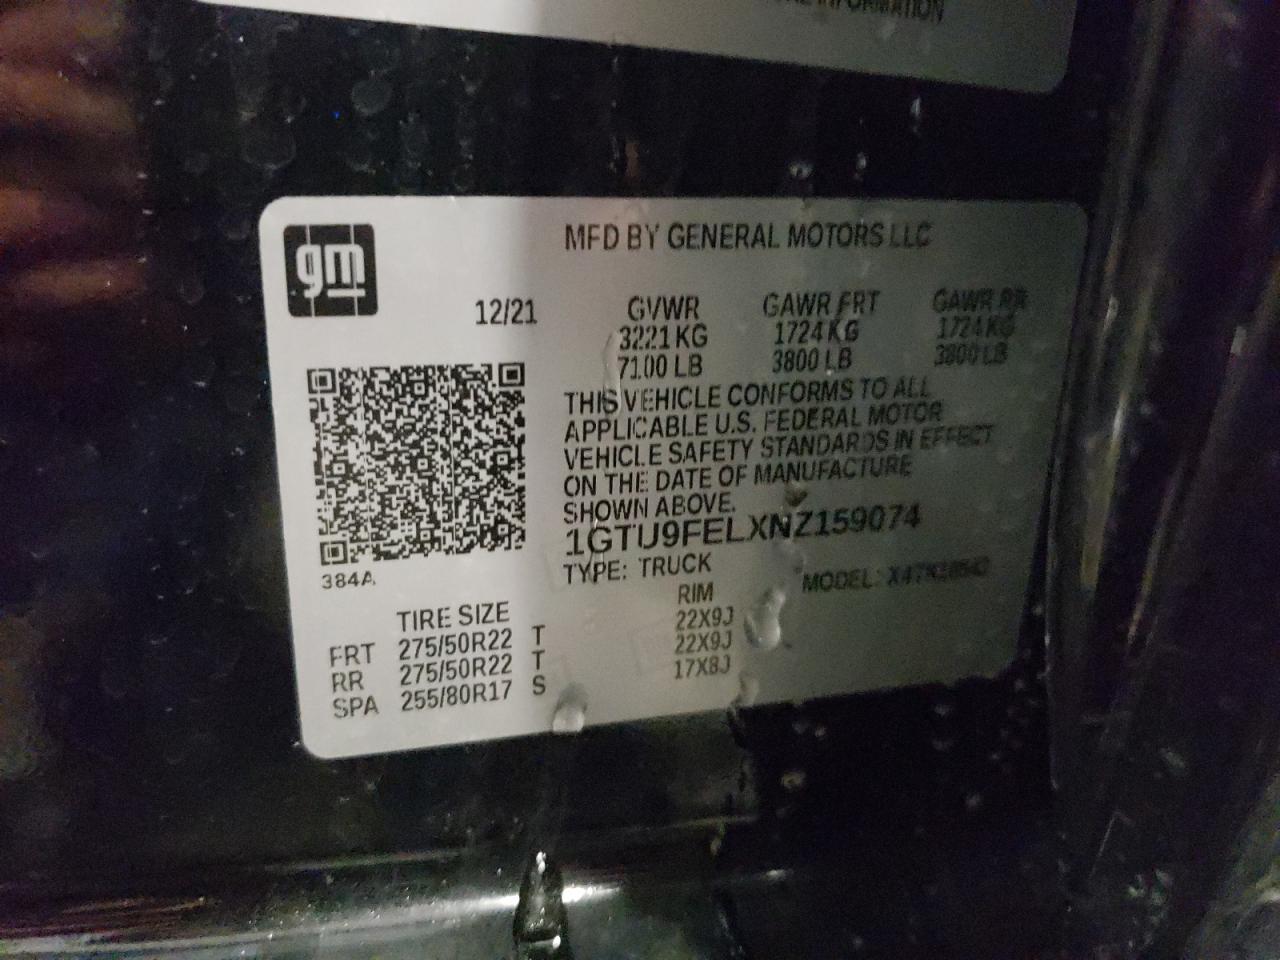 INFORMATION
gm
MFD BY GENERAL MOTORS LLC
12/21 GVWR GAWR FRT GAWR RR
3221 KG 1724 KG 1724 KG
7100 LB 3800 LB 3800 LB
THIS VEHICLE CONFORMS TO ALL
APPLICABLE U.S. FEDERAL MOTOR
VEHICLE SAFETY STANDARDS IN EFFECT
ON THE DATE OF MANUFACTURE
SHOWN ABOVE.
1GTU9FELXNZ159074
384A
TYPE: TRUCK MODEL:
TIRE SIZE RIM
FRT 275/50R22 T 22X9J
RR 275/50R22 T 22X9J
SPA 255/80R17 S 17X8J